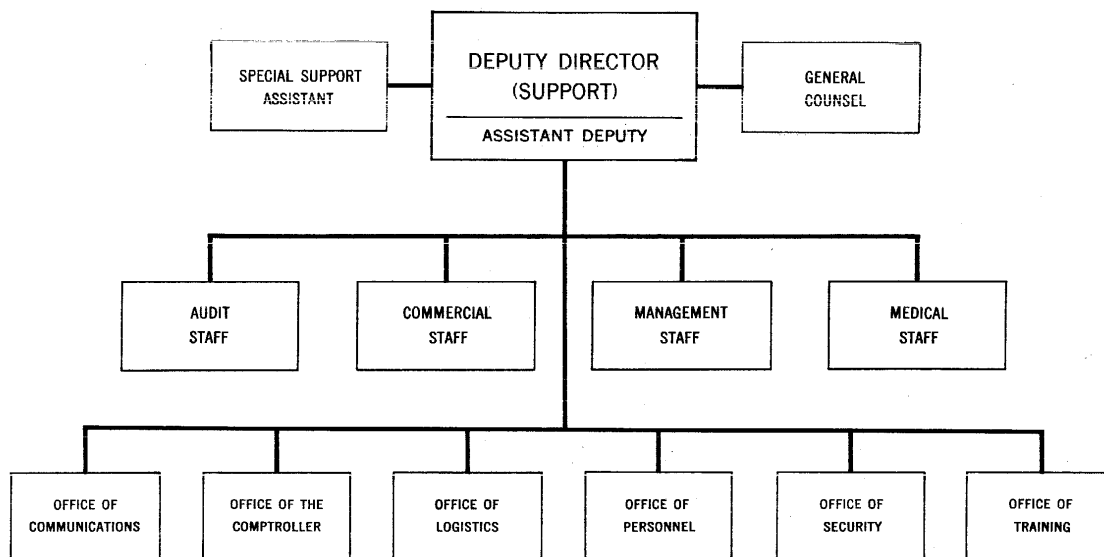 SPECIAL SUPPORT
ASSISTANT
DEPUTY DIRECTOR
(SUPPORT)
ASSISTANT DEPUTY
GENERAL
COUNSEL
AUDIT
STAFF
COMMERCIAL
STAFF
MANAGEMENT
STAFF
MEDICAL
STAFF
OFFICE OF
COMMUNICATIONS
OFFICE OF THE
COMPTROLLER
OFFICE OF
LOGISTICS
OFFICE OF
PERSONNEL
OFFICE OF
SECURITY
OFFICE OF
TRAINING